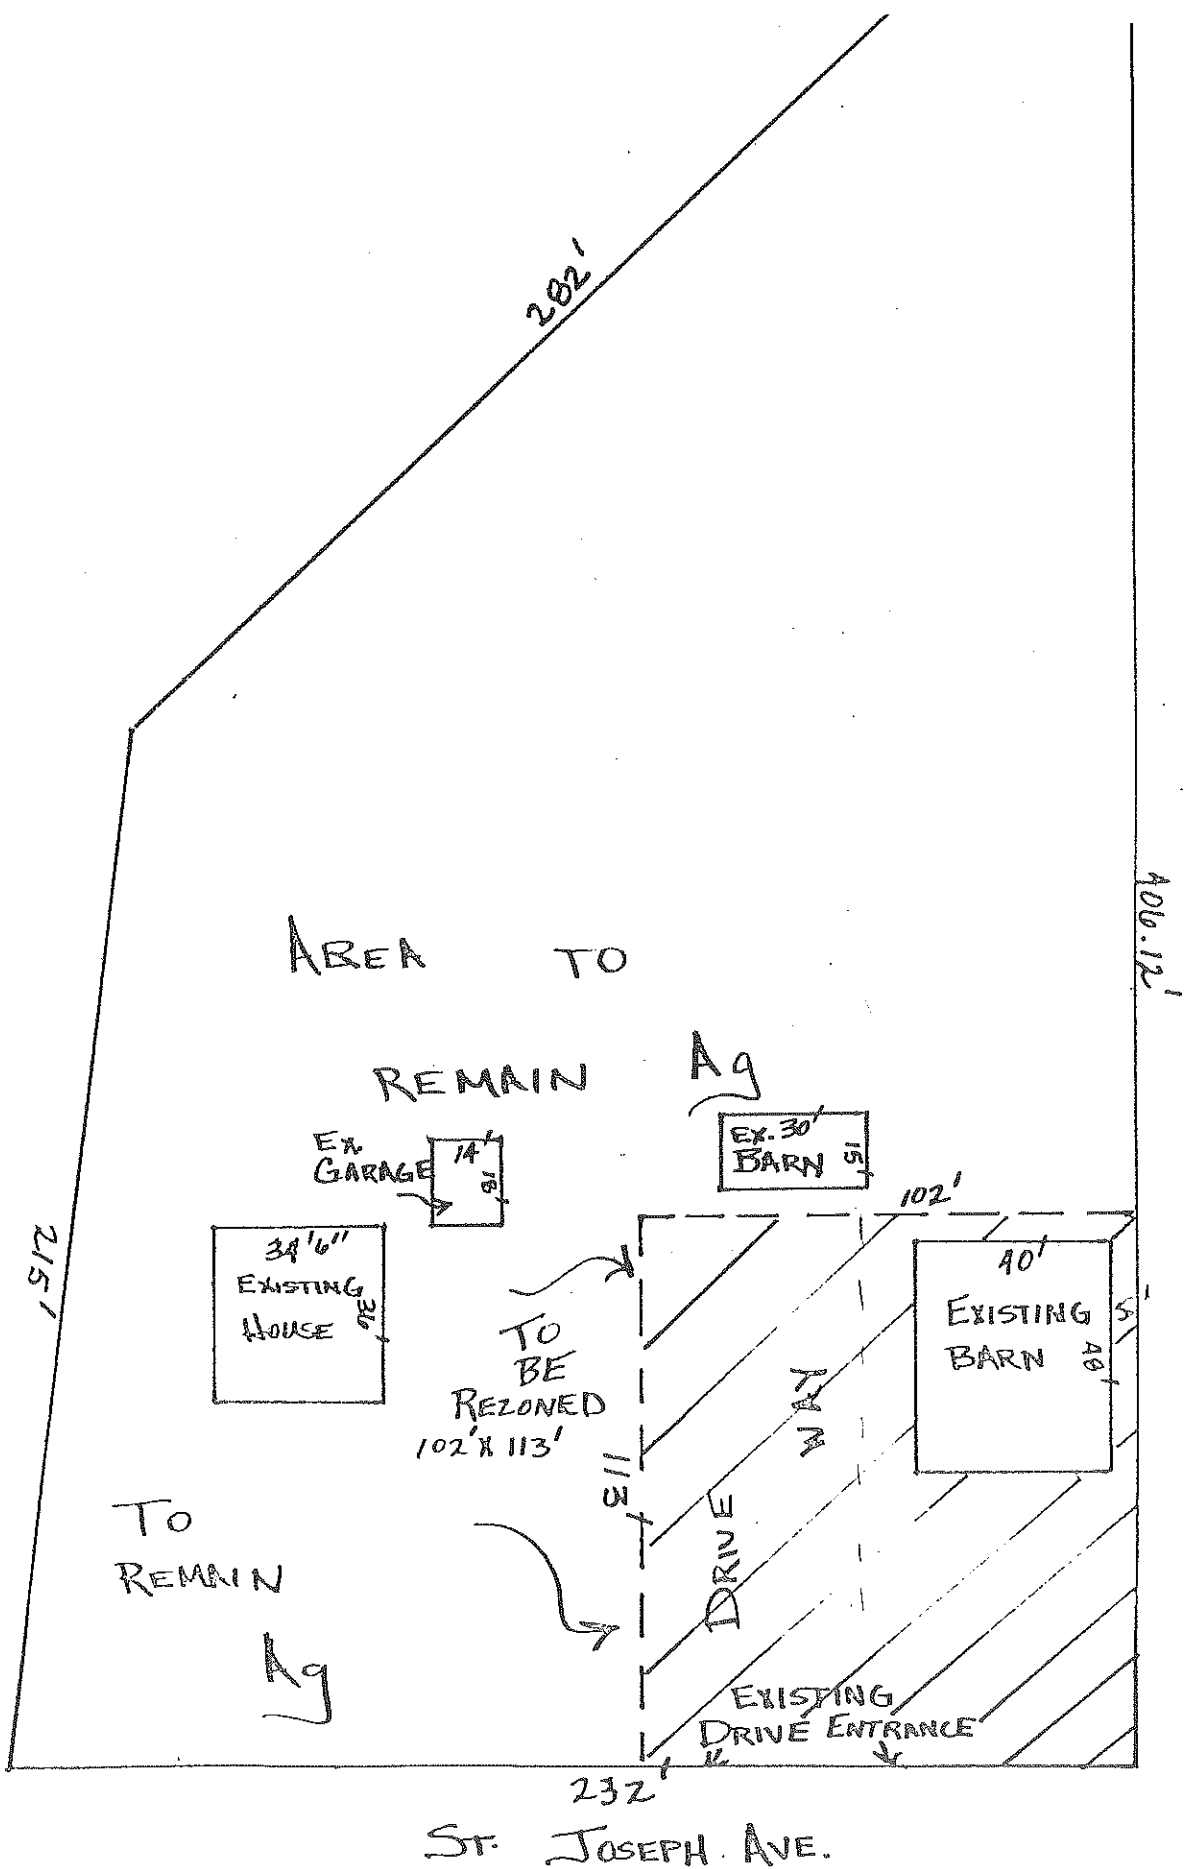 282'
406.12'
AREA TO
REMAIN Ag
EX.
GARAGE
14'
18'
EX. 30'
BARN
15'
102'
215'
34'6"
EXISTING
HOUSE
36'
TO
BE
REZONED
102' X 113'
113'
40'
EXISTING
BARN
48'
5'
DRIVE WAY
TO
REMAIN
Ag
EXISTING
DRIVE ENTRANCE
232'
ST. JOSEPH AVE.